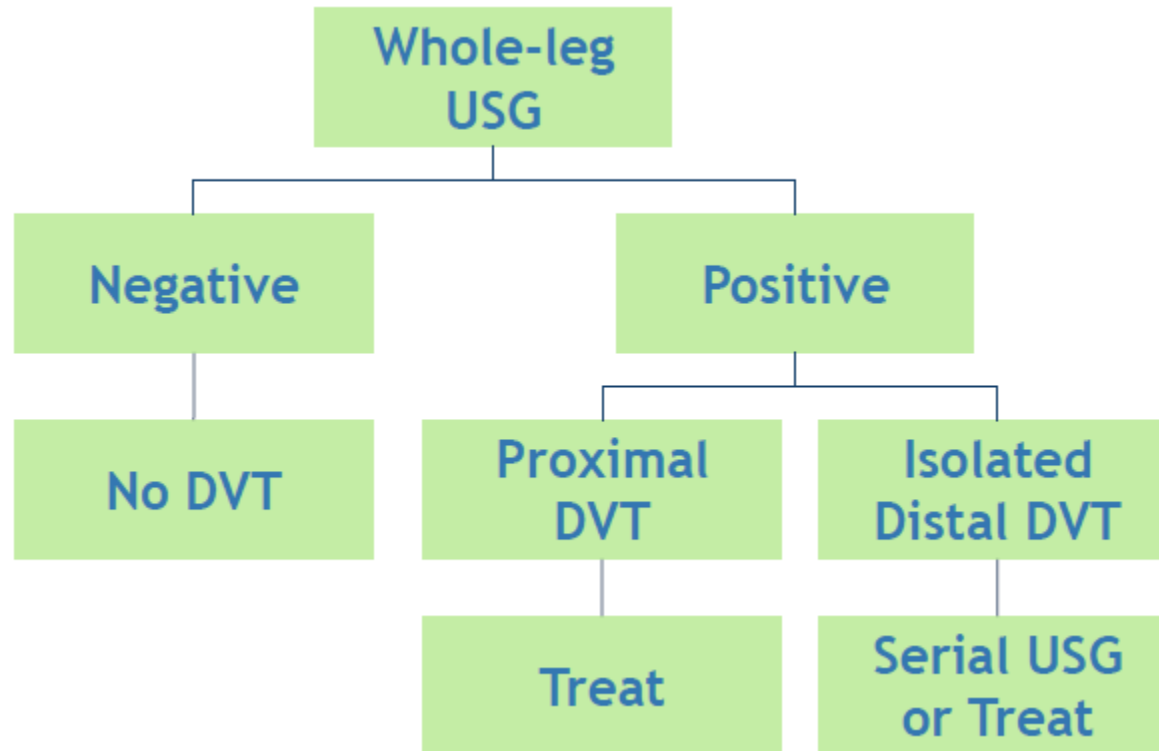 Whole-leg
USG
Negative
Positive
No DVT
Proximal
DVT
Isolated
Distal DVT
Treat
Serial USG
or Treat